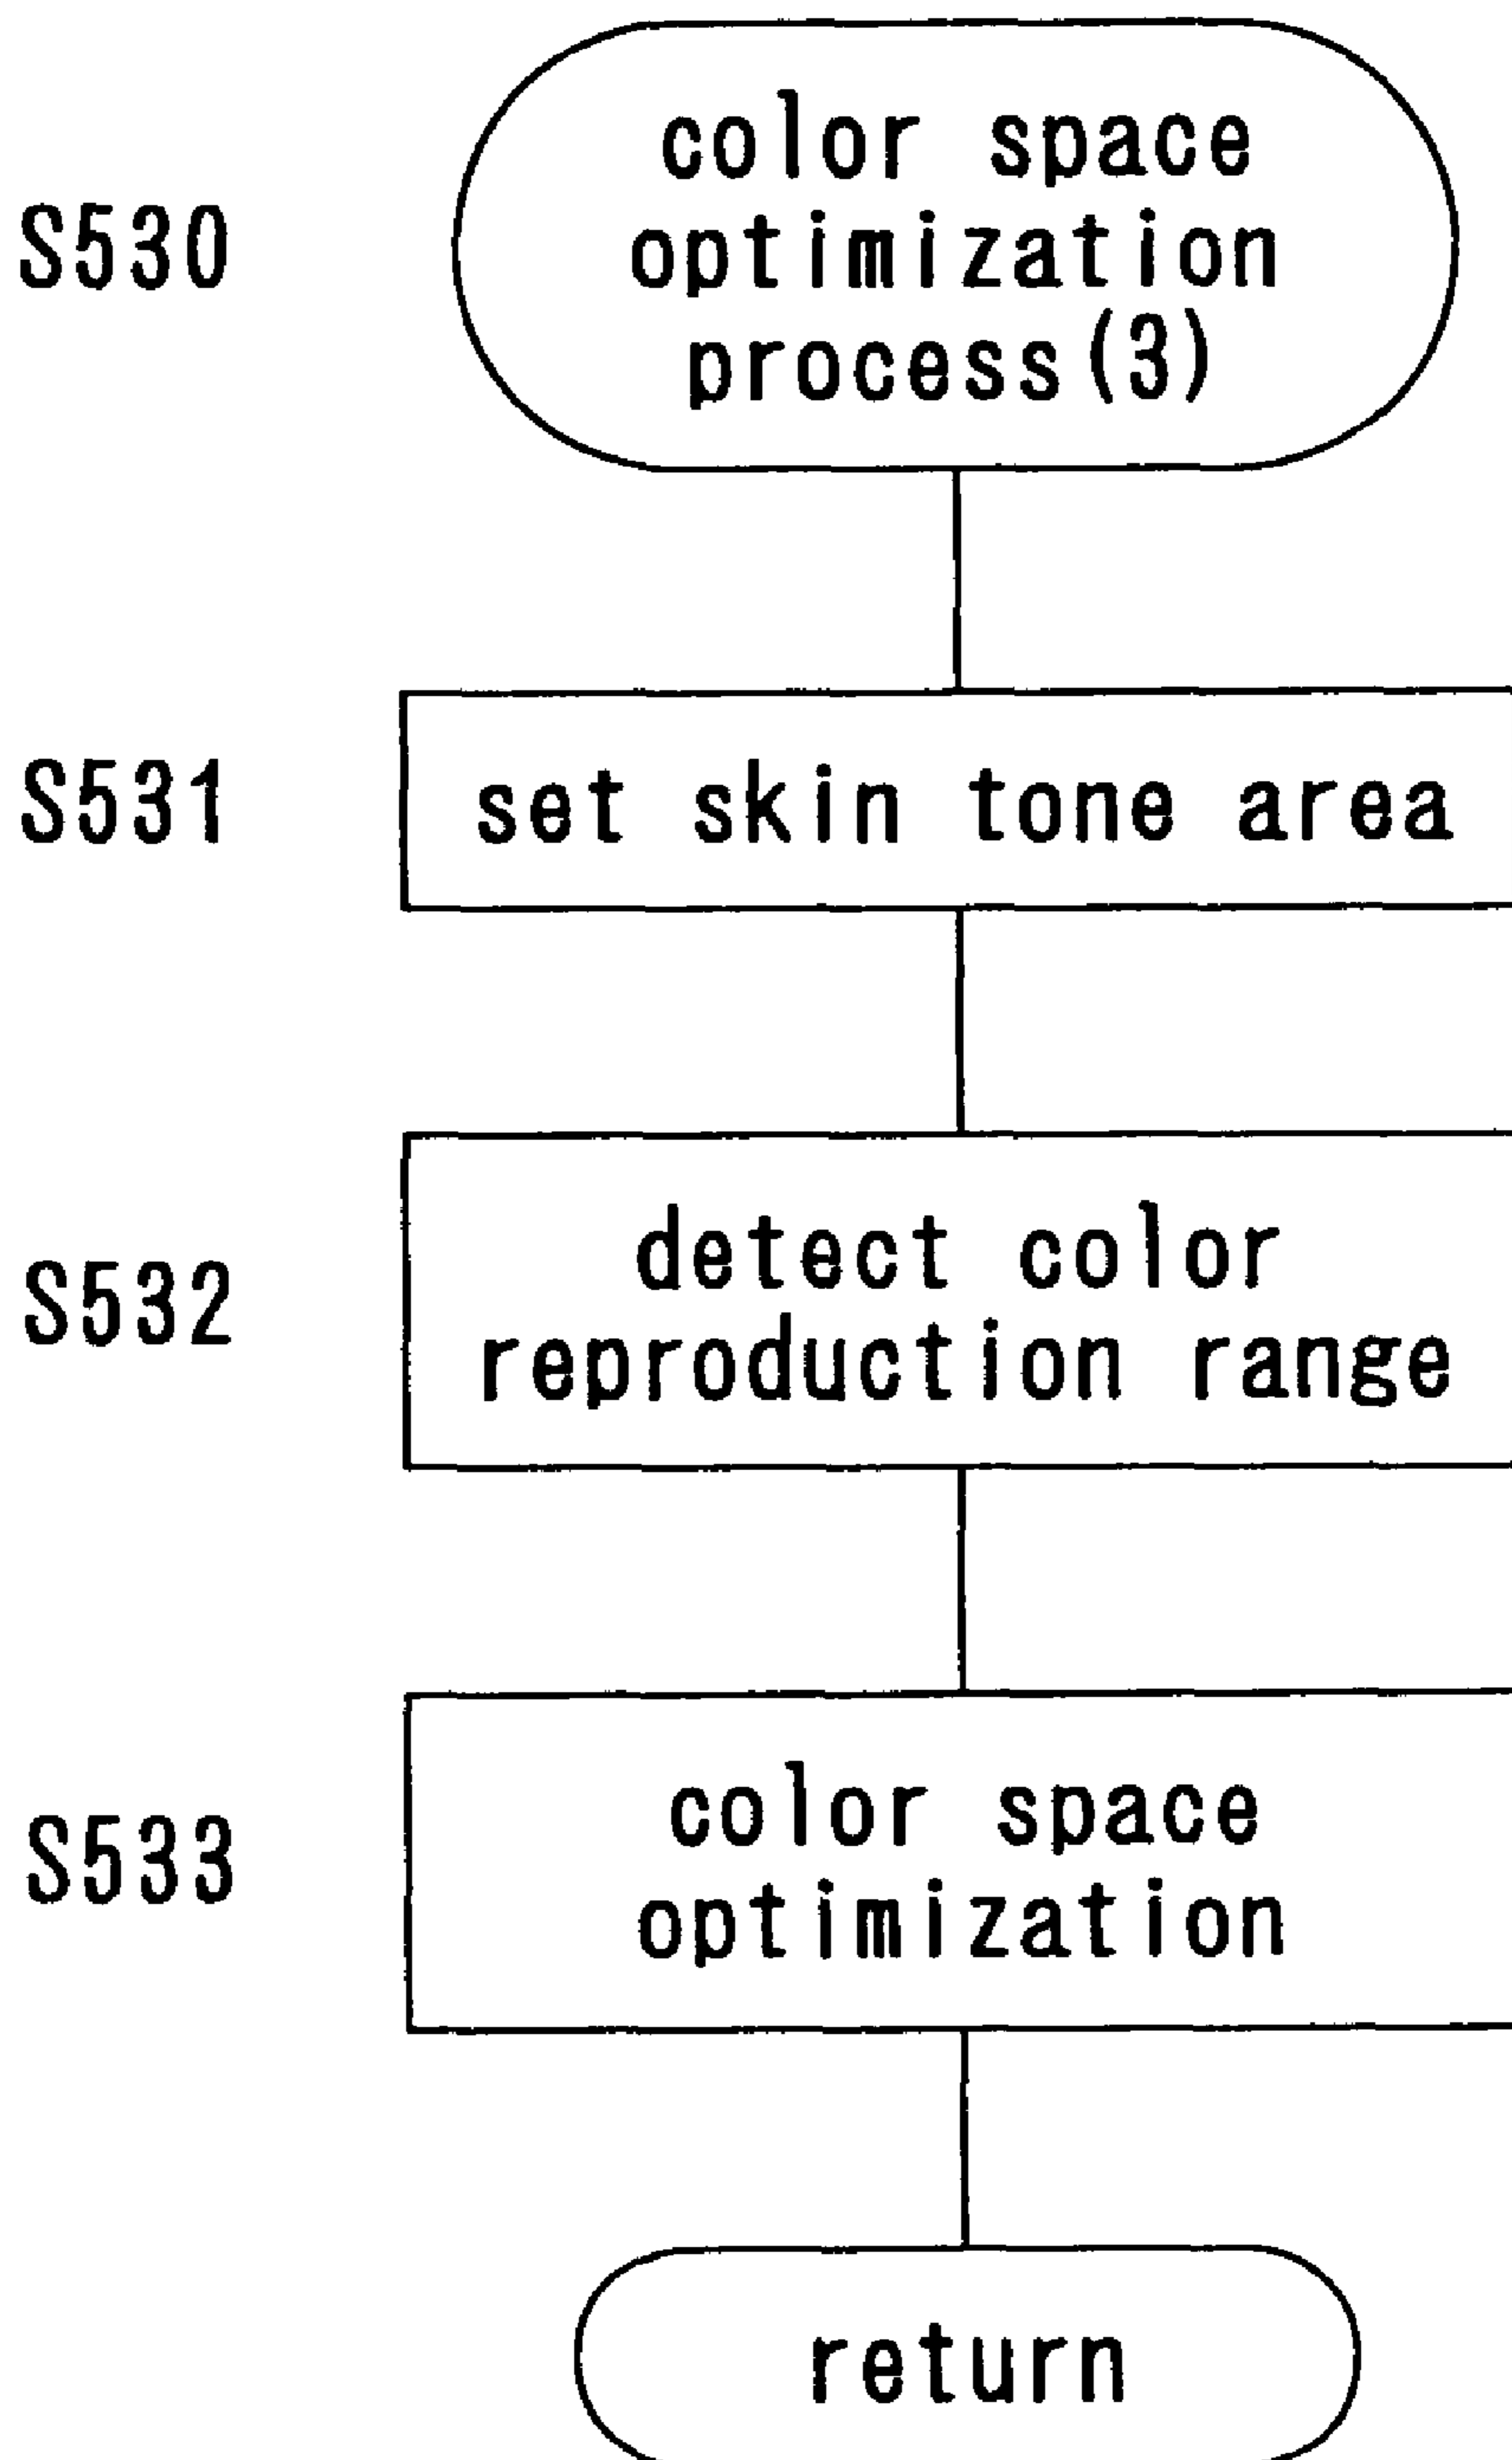 color space
S530
optimization
process(3)
S531
set skin tone area
detect color
S532
reproduction range
color space
S533
optimization
return